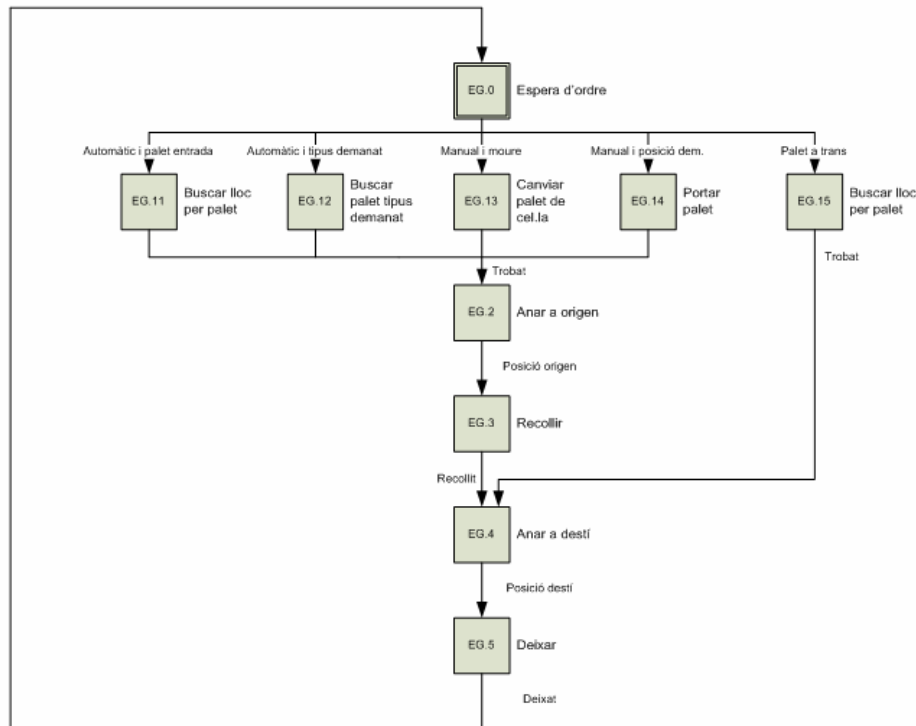 EG.0
Espera d'ordre
Automàtic i palet entrada
Automàtic i tipus demanat
Manual i moure
Manual i posició dem.
Palet a trans
EG.11
Buscar lloc
per palet
EG.12
Buscar
palet tipus
demanat
EG.13
Canviar
palet de
cel.la
EG.14
Portar
palet
EG.15
Buscar lloc
per palet
Trobat
Trobat
EG.2
Anar a origen
Posició origen
EG.3
Recollir
Recollit
EG.4
Anar a destí
Posició destí
EG.5
Deixar
Deixat